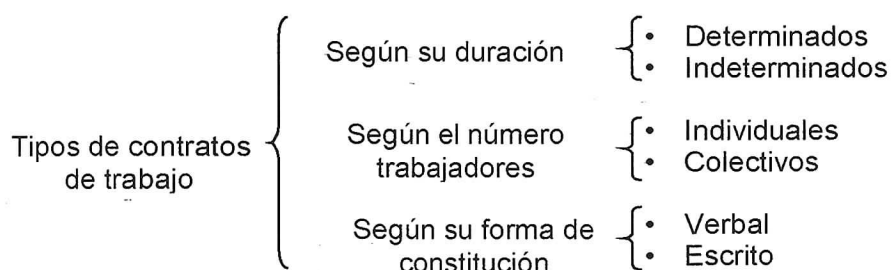 Tipos de contratos
de trabajo
Según su duración
• Determinados
• Indeterminados
Según el número
trabajadores
• Individuales
• Colectivos
Según su forma de
constitución
• Verbal
• Escrito